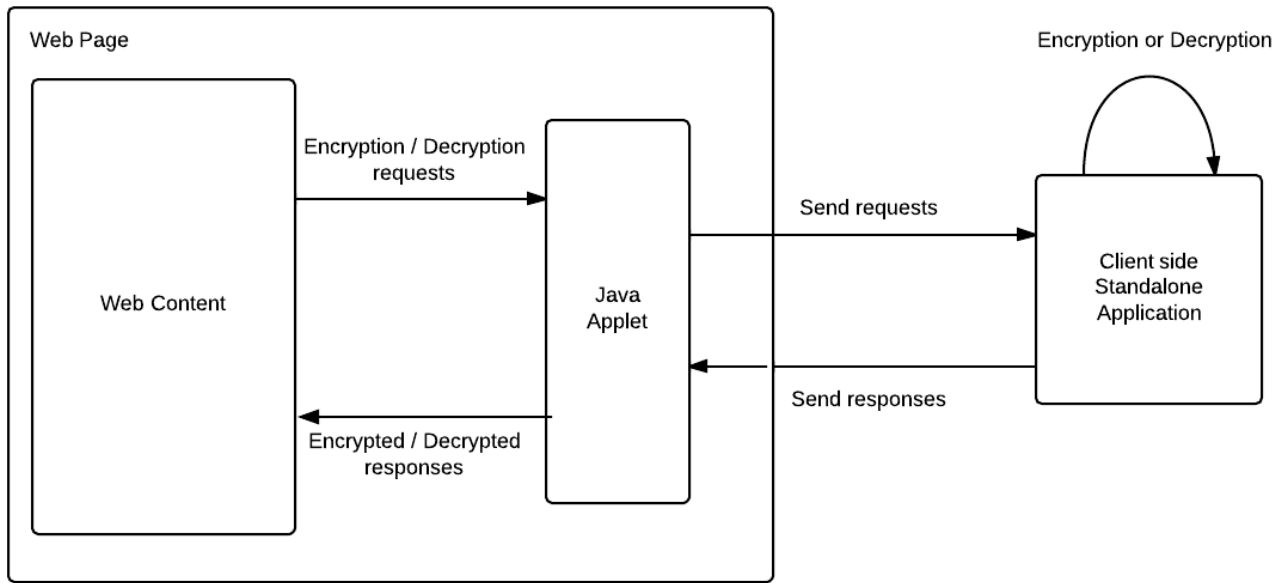 Web Page
Encryption or Decryption
Encryption / Decryption
requests
Send requests
Web Content
Java
Applet
Client side
Standalone
Application
Send responses
Encrypted / Decrypted
responses